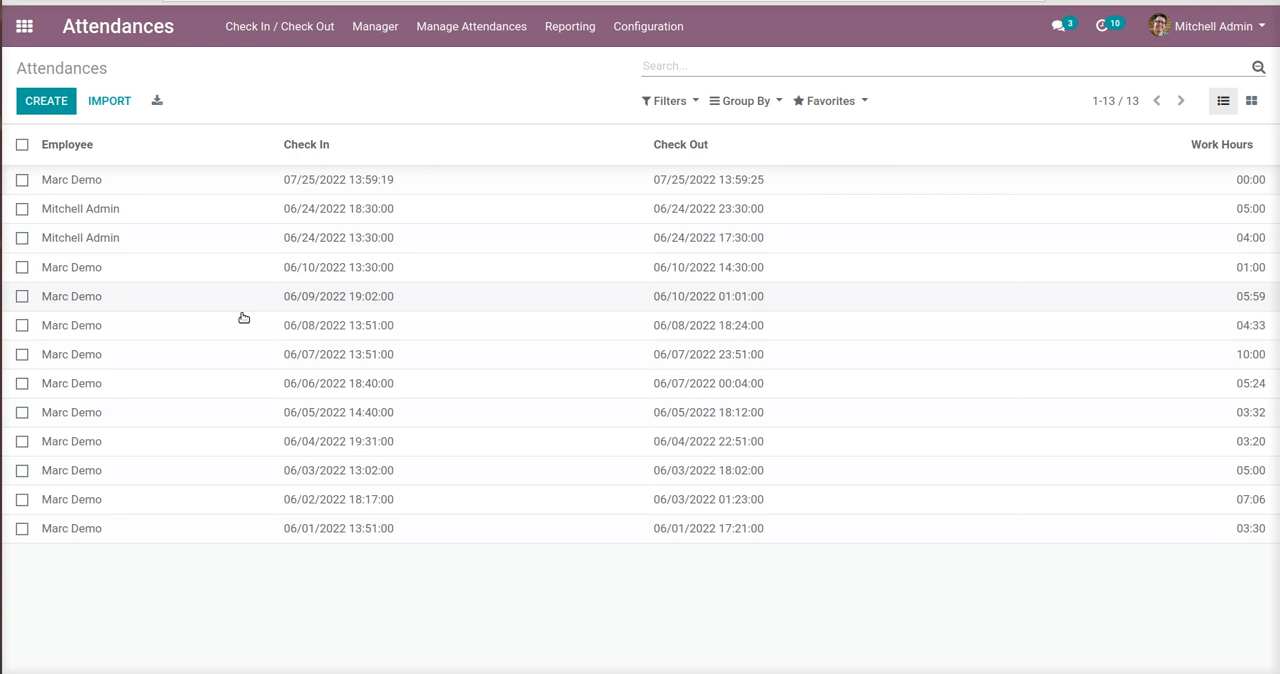 Attendances Check In / Check Out Manager Manage Attendances Reporting Configuration 3 10 Mitchell Admin
Attendances Search...
CREATE IMPORT Filters Group By Favorites 1-13 / 13
Employee Check In Check Out Work Hours
Marc Demo 07/25/2022 13:59:19 07/25/2022 13:59:25 00:00
Mitchell Admin 06/24/2022 18:30:00 06/24/2022 23:30:00 05:00
Mitchell Admin 06/24/2022 13:30:00 06/24/2022 17:30:00 04:00
Marc Demo 06/10/2022 13:30:00 06/10/2022 14:30:00 01:00
Marc Demo 06/09/2022 19:02:00 06/10/2022 01:01:00 05:59
Marc Demo 06/08/2022 13:51:00 06/08/2022 18:24:00 04:33
Marc Demo 06/07/2022 13:51:00 06/07/2022 23:51:00 10:00
Marc Demo 06/06/2022 18:40:00 06/07/2022 00:04:00 05:24
Marc Demo 06/05/2022 14:40:00 06/05/2022 18:12:00 03:32
Marc Demo 06/04/2022 19:31:00 06/04/2022 22:51:00 03:20
Marc Demo 06/03/2022 13:02:00 06/03/2022 18:02:00 05:00
Marc Demo 06/02/2022 18:17:00 06/03/2022 01:23:00 07:06
Marc Demo 06/01/2022 13:51:00 06/01/2022 17:21:00 03:30